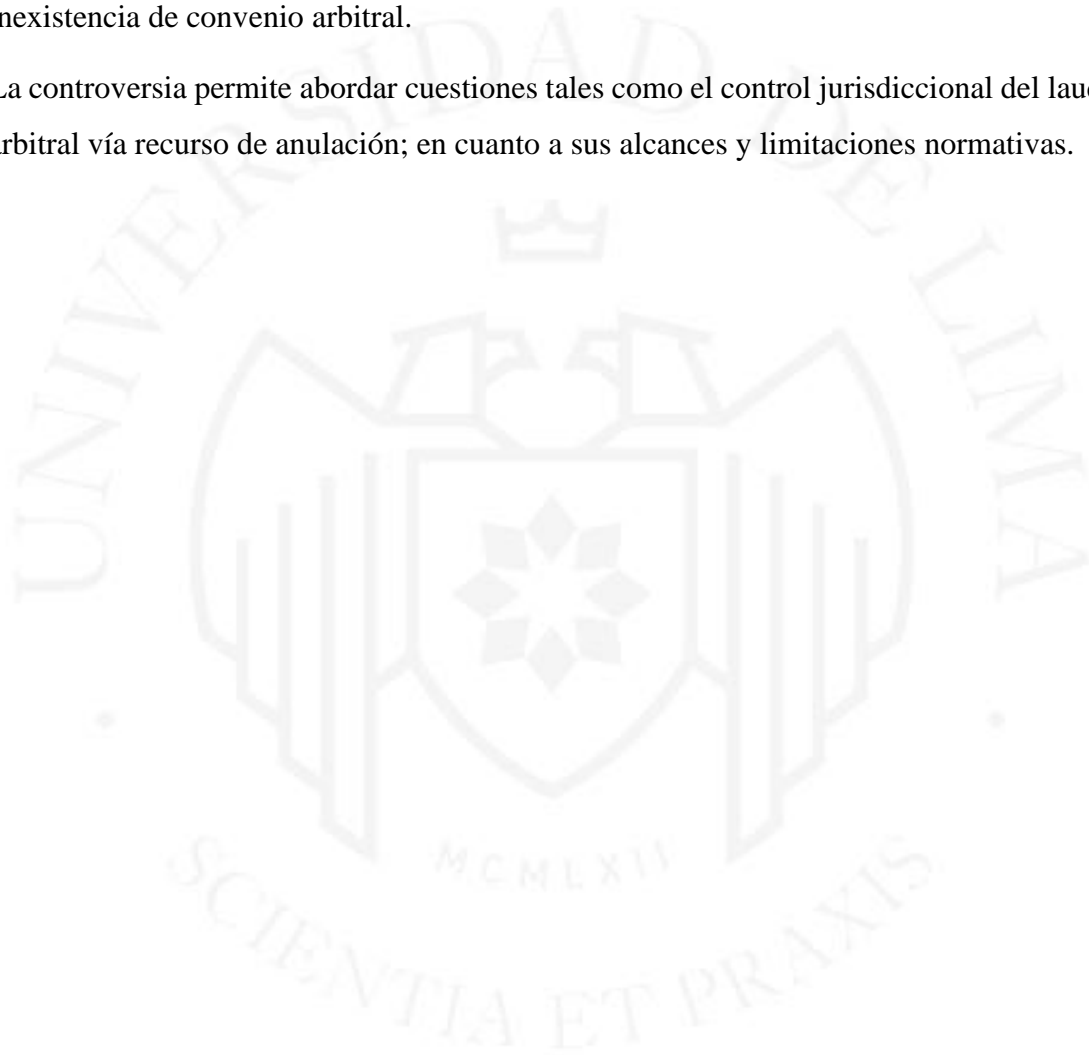 nexistencia de convenio arbitral.
La controversia permite abordar cuestiones tales como el control jurisdiccional del lau
arbitral vía recurso de anulación; en cuanto a sus alcances y limitaciones normativas.
UNIVERSIDAD DE LIMA
MCMLXII
SCIENTIA ET PRAXIS